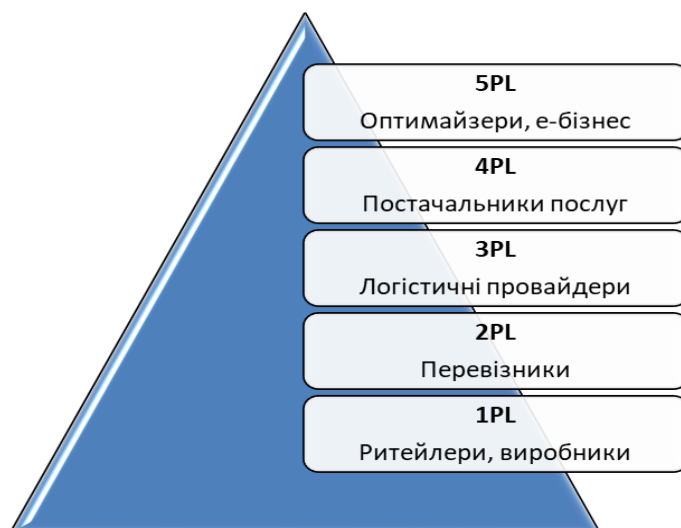 5PL
Оптимайзери, е-бізнес
4PL
Постачальники послуг
3PL
Логістичні провайдери
2PL
Перевізники
1PL
Ритейлери, виробники